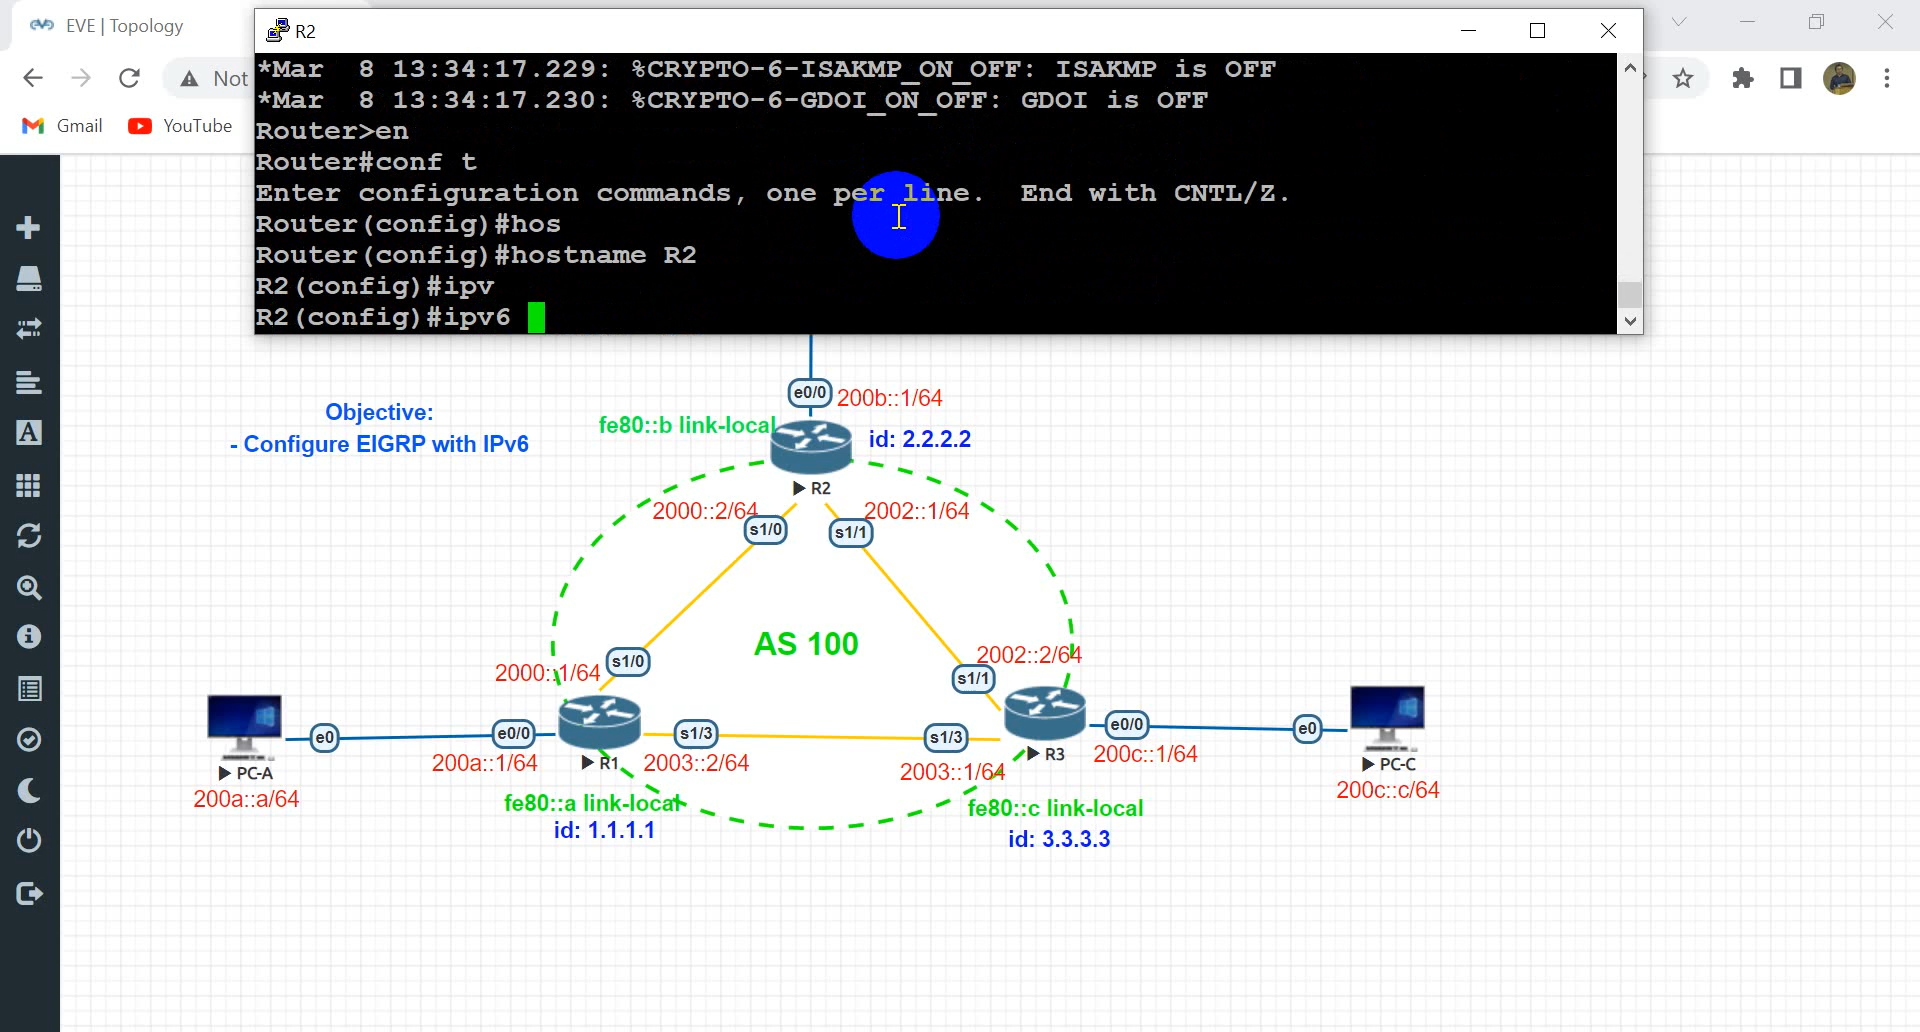 EVE | Topology
R2
Not
Gmail
YouTube
*Mar  8 13:34:17.229: %CRYPTO-6-ISAKMP_ON_OFF: ISAKMP is OFF
*Mar  8 13:34:17.230: %CRYPTO-6-GDOI_ON_OFF: GDOI is OFF
Router>en
Router#conf t
Enter configuration commands, one per line.  End with CNTL/Z.
Router(config)#hos
Router(config)#hostname R2
R2(config)#ipv
R2(config)#ipv6
Objective:
- Configure EIGRP with IPv6
e0/0
200b::1/64
fe80::b link-local
id: 2.2.2.2
R2
2000::2/64
2002::1/64
s1/0
s1/1
AS 100
2000::1/64
s1/0
2002::2/64
s1/1
e0
e0/0
s1/3
s1/3
e0/0
e0
200a::1/64
R1
2003::2/64
2003::1/64
R3
200c::1/64
PC-A
PC-C
200a::a/64
200c::c/64
fe80::a link-local
id: 1.1.1.1
fe80::c link-local
id: 3.3.3.3